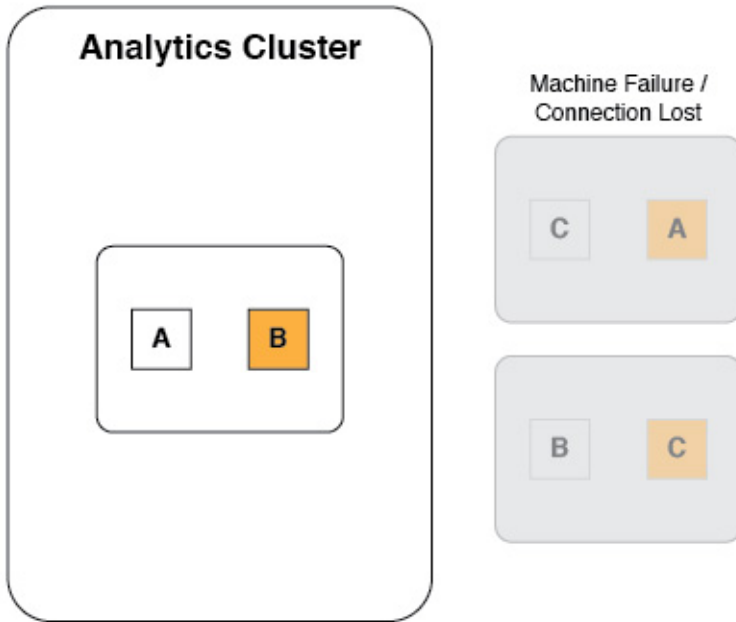 Analytics Cluster
Machine Failure /
Connection Lost
C A
A B
B C